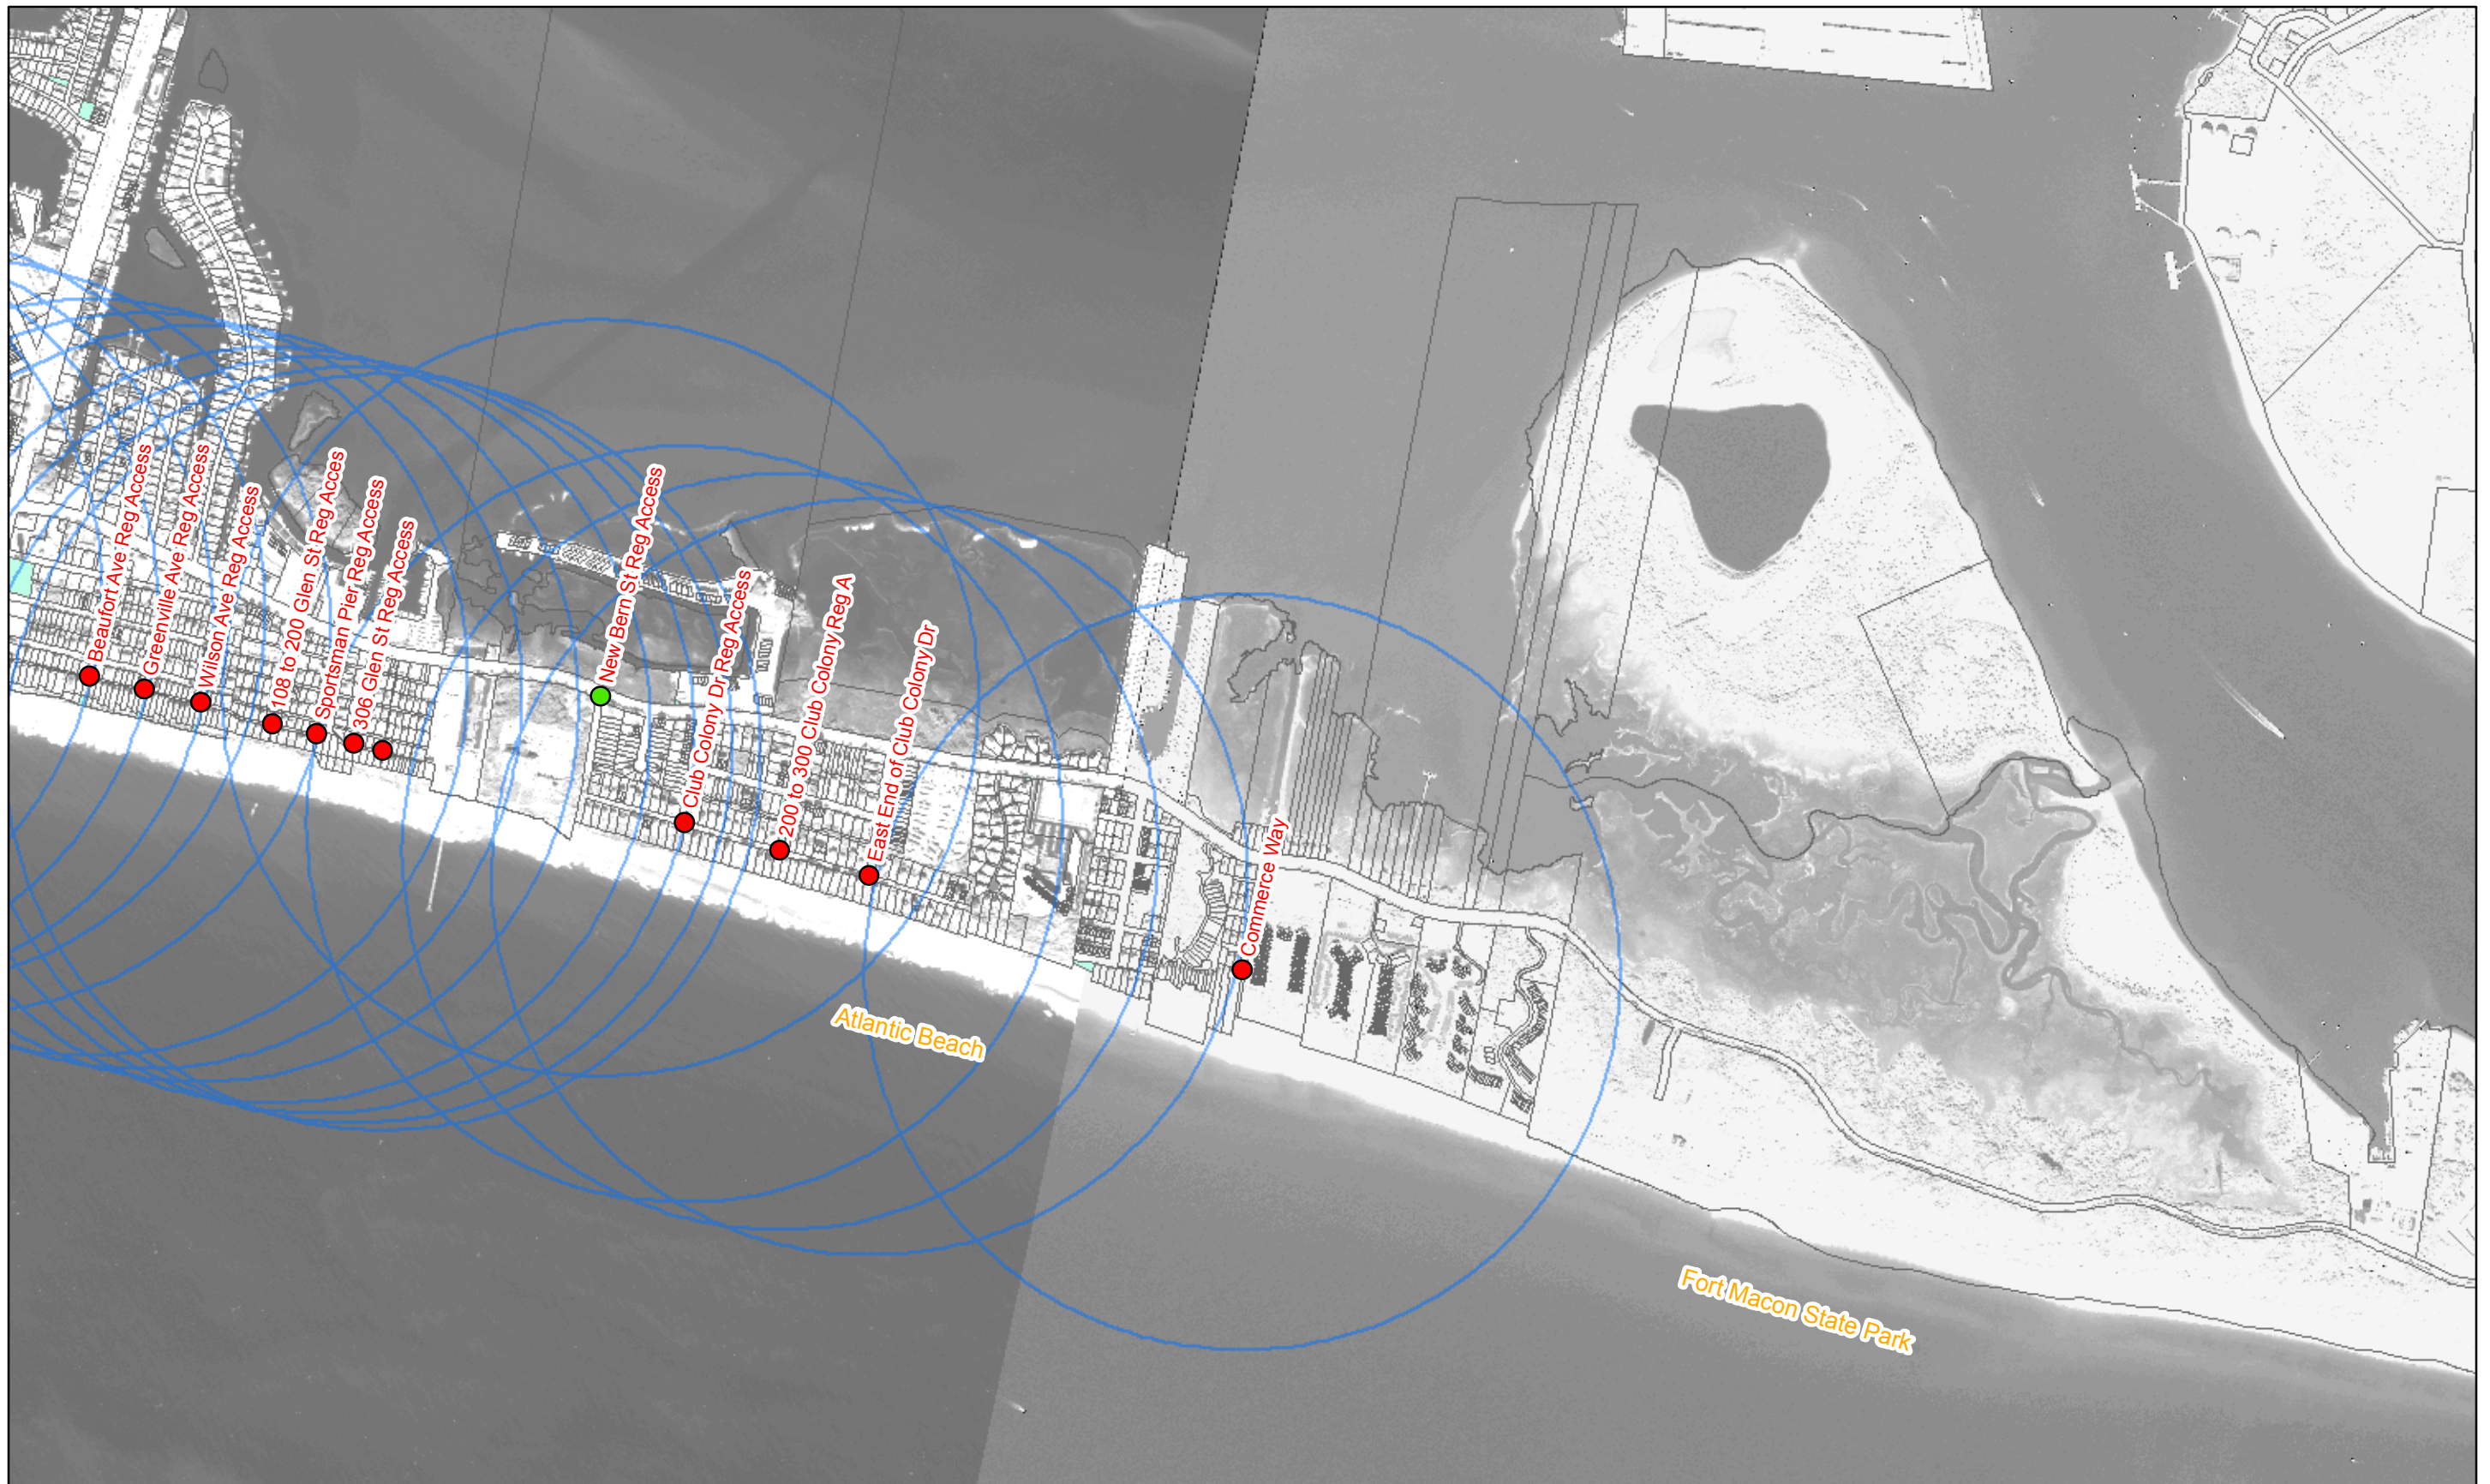 Beaufort Ave Reg Access
Greenville Ave Reg Access
Wilson Ave Reg Access
108 to 200 Glen St Reg Acces
Sportsman Pier Reg Access
306 Glen St Reg Access
New Bern St Reg Access
Club Colony Dr Reg Access
200 to 300 Club Colony Reg A
East End of Club Colony Dr
Commerce Way
Atlantic Beach
Fort Macon State Park